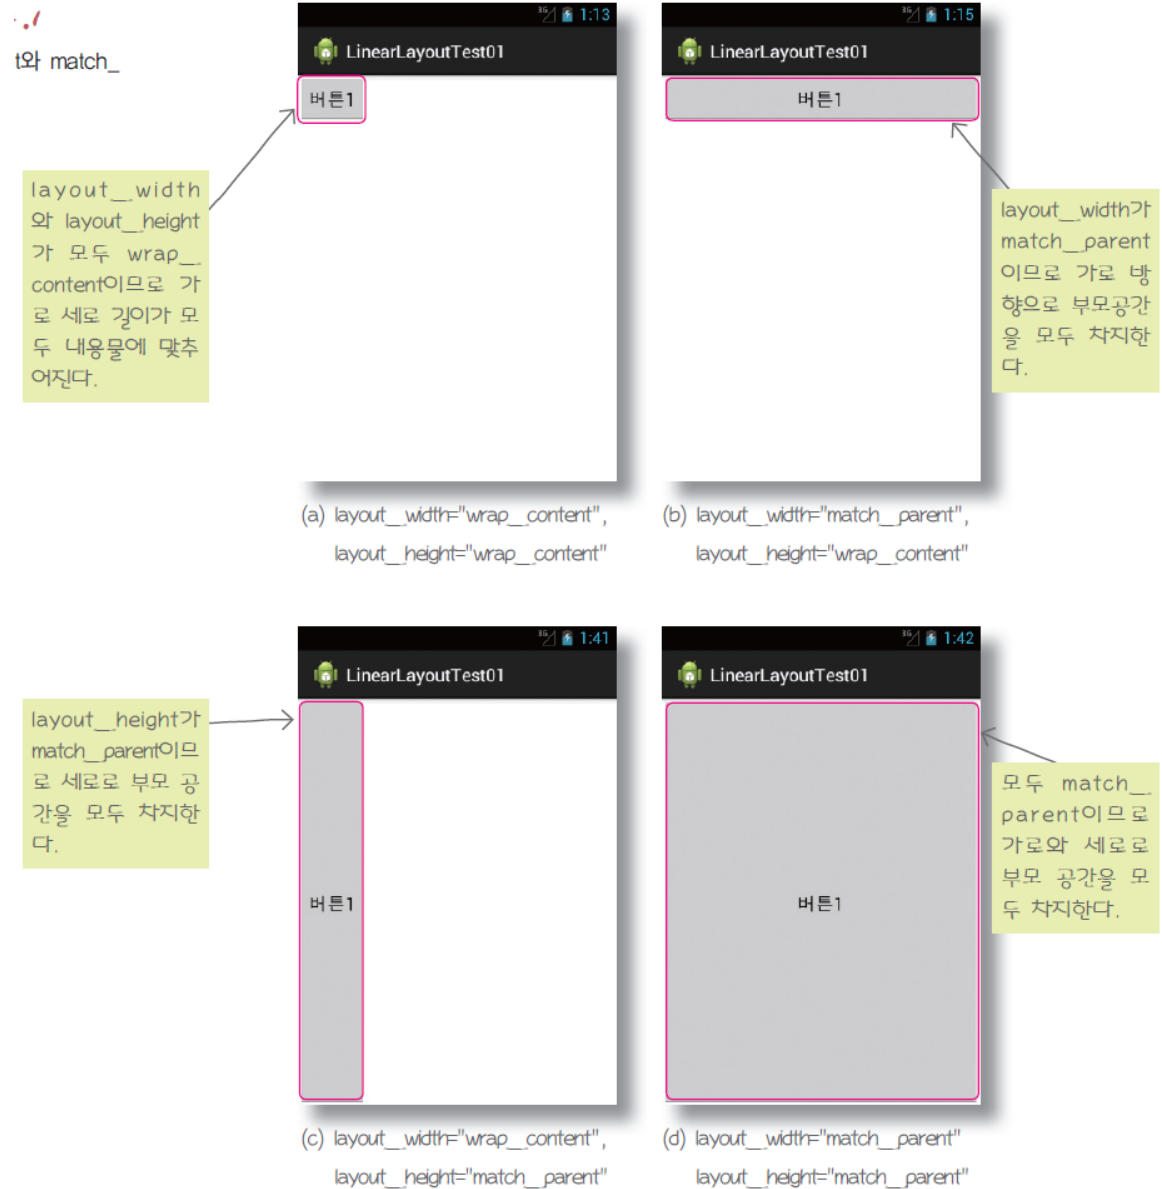 t와 match_
3G 1:13
LinearLayoutTest01
버튼1
layout_width
와 layout_height
가 모두 wrap_
content이므로 가
로 세로 길이가 모
두 내용물에 맞추
어진다.
(a) layout_width="wrap_content",
layout_height="wrap_content"
3G 1:15
LinearLayoutTest01
버튼1
layout_width가
match_parent
이므로 가로 방
향으로 부모공간
을 모두 차지한
다.
(b) layout_width="match_parent",
layout_height="wrap_content"
3G 1:41
LinearLayoutTest01
버튼1
layout_height가
match_parent이므
로 세로로 부모 공
간을 모두 차지한
다.
(c) layout_width="wrap_content",
layout_height="match_parent"
3G 1:42
LinearLayoutTest01
버튼1
모두 match_
parent이므로
가로와 세로로
부모 공간을 모
두 차지한다.
(d) layout_width="match_parent"
layout_height="match_parent"